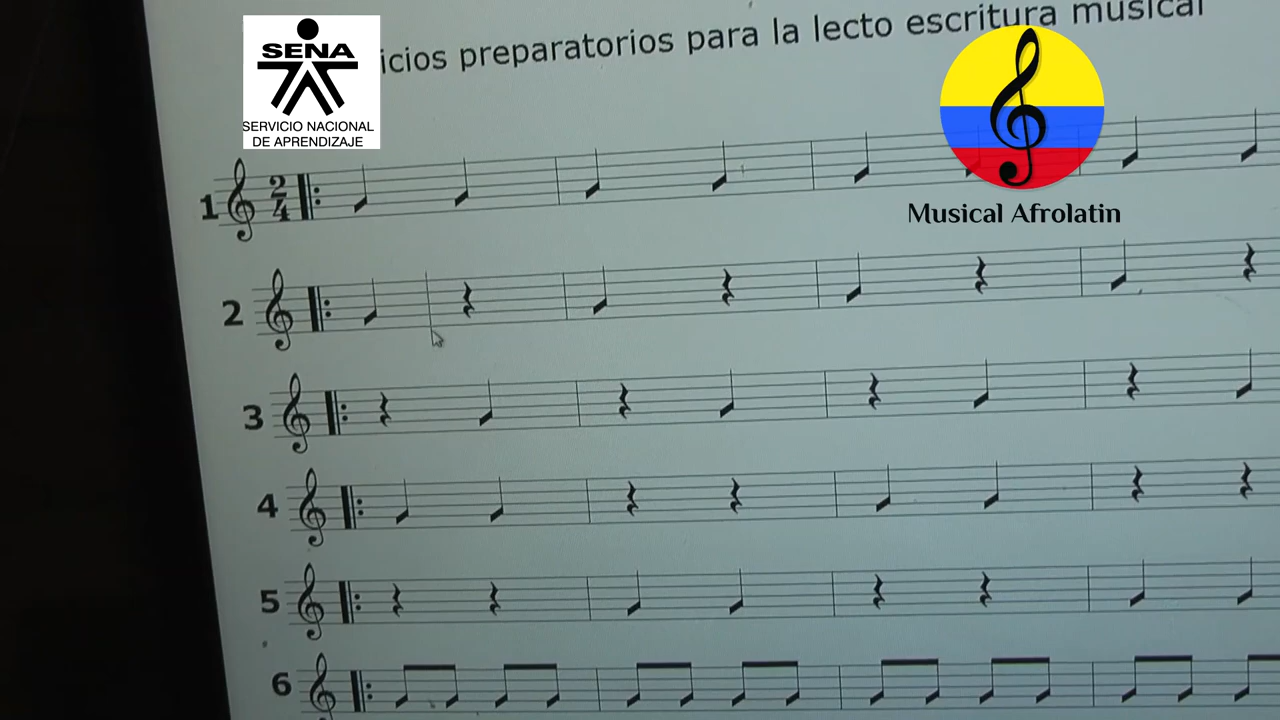 SENA
SERVICIO NACIONAL
DE APRENDIZAJE
icios preparatorios para la lecto escritura musical
Musical Afrolatin
1
2
4
2
3
4
5
6